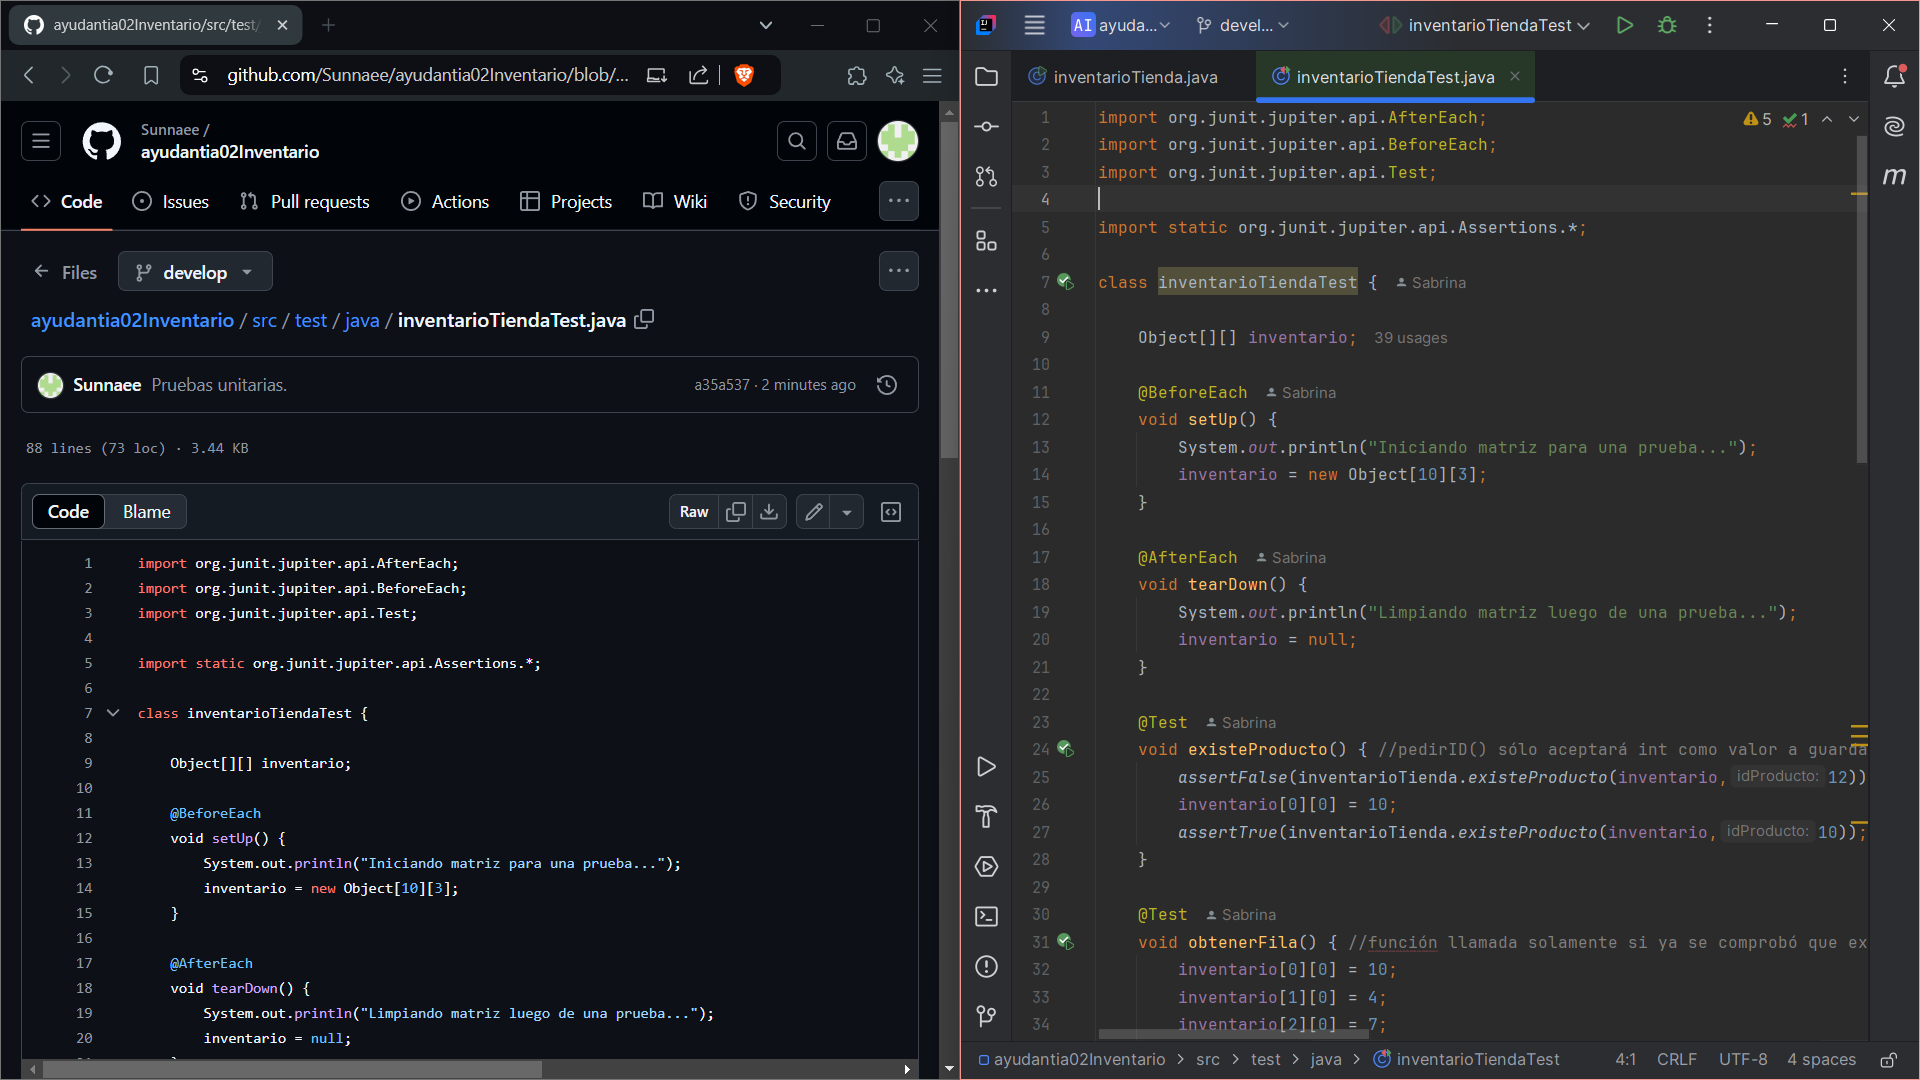 ayudantia02Inventario/src/test/
github.com/Sunnaee/ayudantia02Inventario/blob/...
Sunnaee /
ayudantia02Inventario
Code
Issues
Pull requests
Actions
Projects
Wiki
Security
Files
develop
ayudantia02Inventario / src / test / java / inventarioTiendaTest.java
Sunnaee Pruebas unitarias.
a35a537 · 2 minutes ago
88 lines (73 loc) · 3.44 KB
Code
Blame
Raw
1 import org.junit.jupiter.api.AfterEach;
2 import org.junit.jupiter.api.BeforeEach;
3 import org.junit.jupiter.api.Test;
4
5 import static org.junit.jupiter.api.Assertions.*;
6
7 class inventarioTiendaTest {
8
9 Object[][] inventario;
10
11 @BeforeEach
12 void setUp() {
13 System.out.println("Iniciando matriz para una prueba...");
14 inventario = new Object[10][3];
15 }
16
17 @AfterEach
18 void tearDown() {
19 System.out.println("Limpiando matriz luego de una prueba...");
20 inventario = null;
AI ayuda...
devel...
inventarioTiendaTest
inventarioTienda.java
inventarioTiendaTest.java
5 1
1 import org.junit.jupiter.api.AfterEach;
2 import org.junit.jupiter.api.BeforeEach;
3 import org.junit.jupiter.api.Test;
4
5 import static org.junit.jupiter.api.Assertions.*;
6
7 class inventarioTiendaTest { Sabrina
8
9 Object[][] inventario; 39 usages
10
11 @BeforeEach Sabrina
12 void setUp() {
13 System.out.println("Iniciando matriz para una prueba...");
14 inventario = new Object[10][3];
15 }
16
17 @AfterEach Sabrina
18 void tearDown() {
19 System.out.println("Limpiando matriz luego de una prueba...");
20 inventario = null;
21 }
22
23 @Test Sabrina
24 void existeProducto() { //pedirID() sólo aceptará int como valor a guarda
25 assertFalse(inventarioTienda.existeProducto(inventario, idProducto: 12))
26 inventario[0][0] = 10;
27 assertTrue(inventarioTienda.existeProducto(inventario, idProducto: 10));
28 }
29
30 @Test Sabrina
31 void obtenerFila() { //función llamada solamente si ya se comprobó que ex
32 inventario[0][0] = 10;
33 inventario[1][0] = 4;
34 inventario[2][0] = 7;
ayudantia02Inventario > src > test > java > inventarioTiendaTest
4:1 CRLF UTF-8 4 spaces